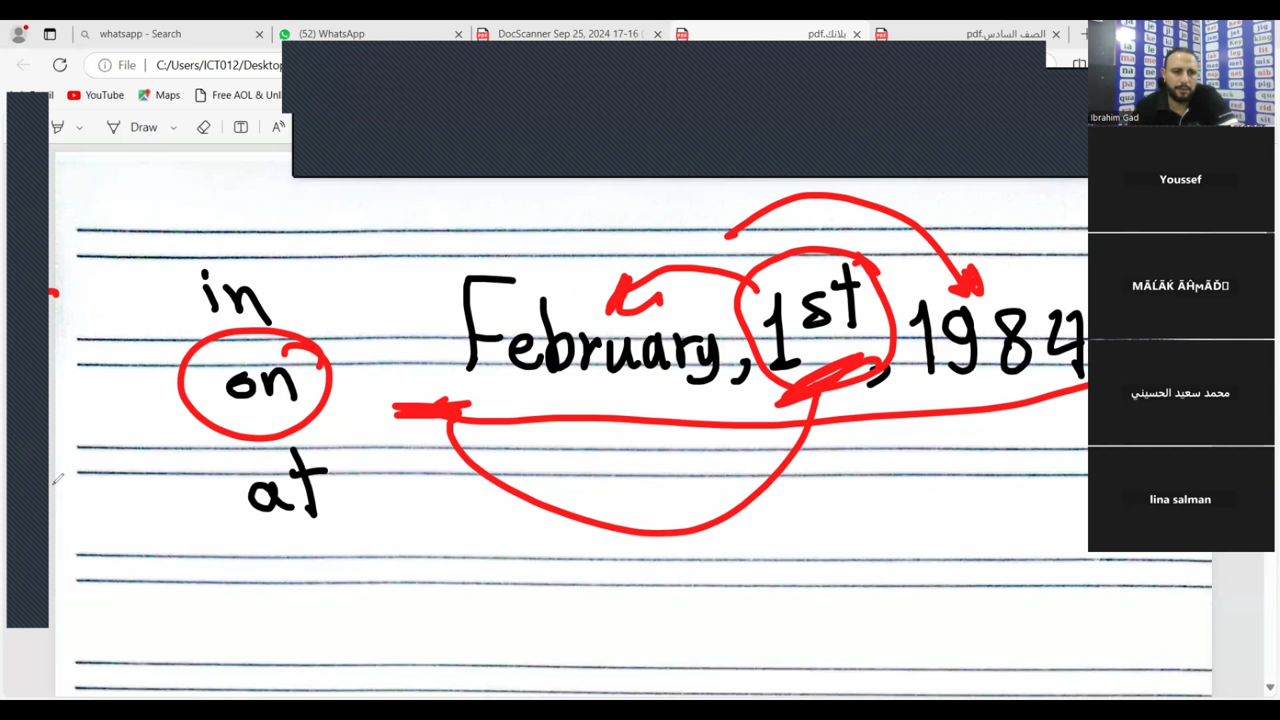 whatsapp - Search
(52) WhatsApp
DocScanner Sep 25, 2024 17-16
بلانك.pdf
الصف السادس.pdf
File
C:/Users/ICT012/Desktop
YouTube
Maps
Free AOL & Unl
Draw
Ibrahim Gad
Youssef
MÃĹÃḰ ÃĤϻÃĎ
محمد سعيد الحسيني
lina salman
in
on
at
February, 1st, 1984